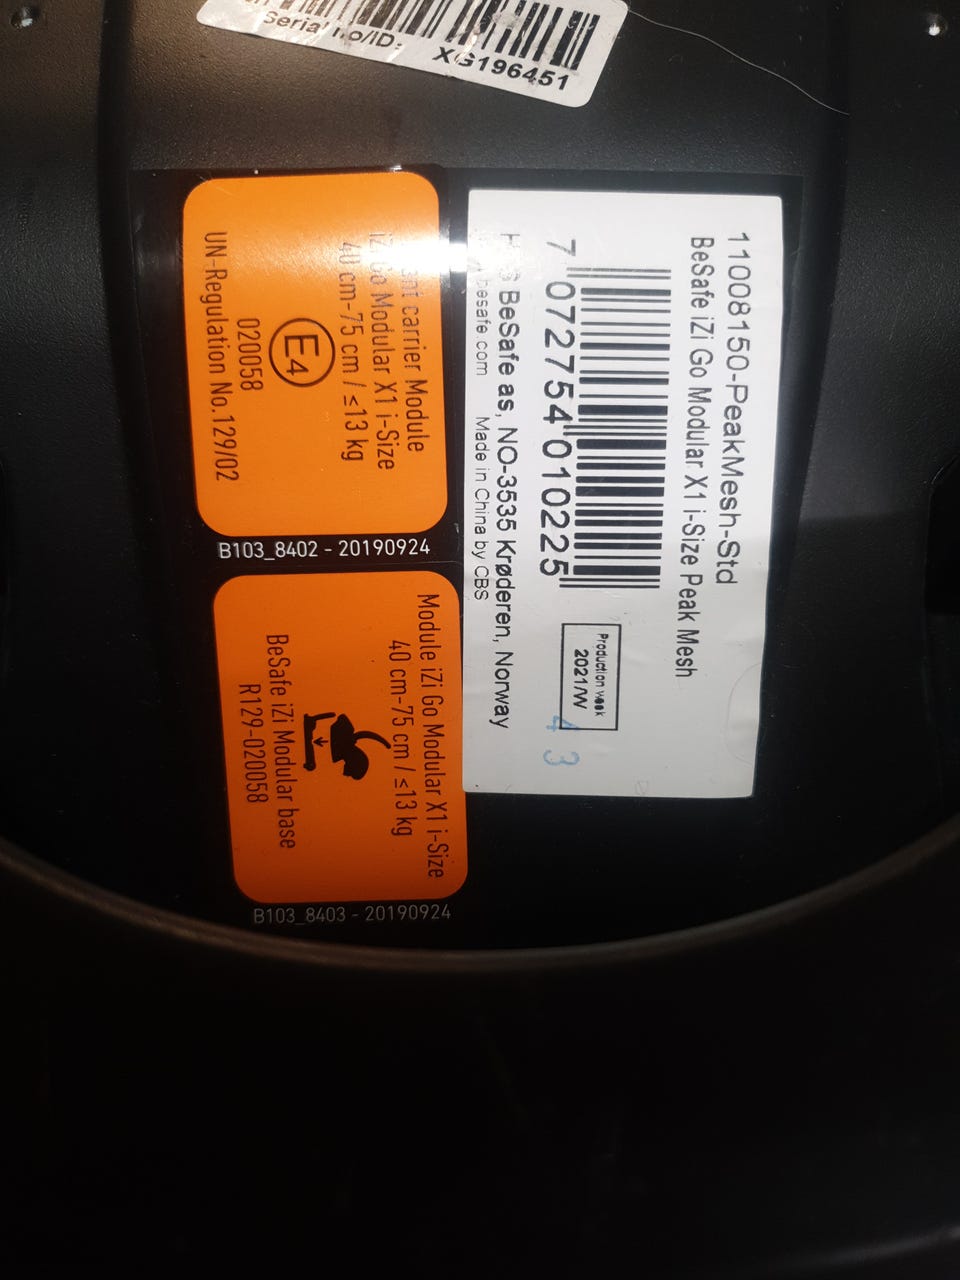 Serial no/ID:
XG196451
11008150-PeakMesh-Std
BeSafe iZi Go Modular X1 i-Size Peak Mesh
7 072754 010225
Production week
2021/W
43
BeSafe as, NO-3535 Krøderen, Norway
besafe.com Made in China by CBS
carrier Module
iZi Go Modular X1 i-Size
40 cm-75 cm / ≤13 kg
E4
020058
UN-Regulation No.129/02
B103_8402 - 20190924
Module iZi Go Modular X1 i-Size
40 cm-75 cm / ≤13 kg
BeSafe iZi Modular base
R129-020058
B103_8403 - 20190924